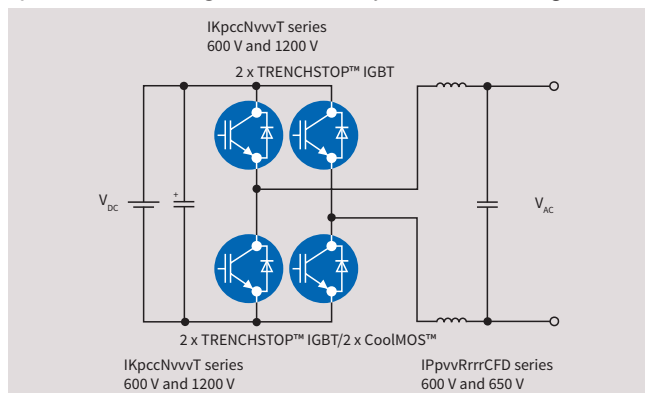 IKpccNvvvT series
600 V and 1200 V
2 x TRENCHSTOP™ IGBT
V_DC
+
V_AC
2 x TRENCHSTOP™ IGBT/2 x CoolMOS™
IKpccNvvvT series
600 V and 1200 V
IPpvvRrrrCFD series
600 V and 650 V